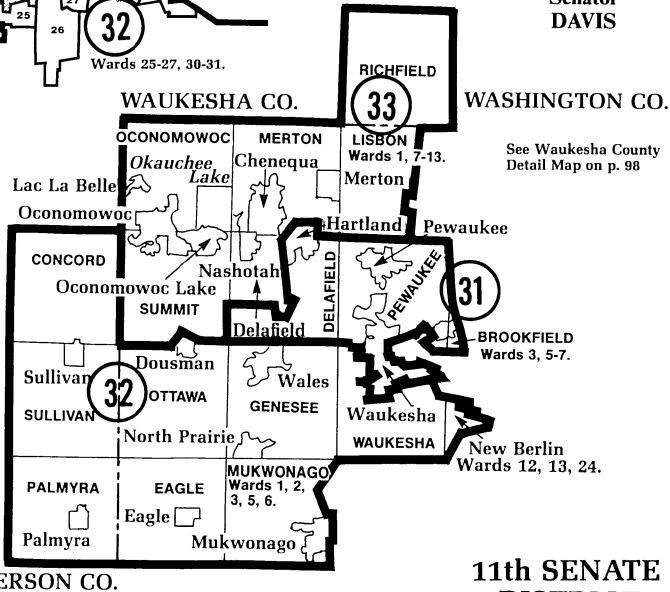 Senator
DAVIS
25
27
26
32
Wards 25-27, 30-31.
RICHFIELD
WAUKESHA CO.
33
WASHINGTON CO.
OCONOMOWOC
MERTON
LISBON
Wards 1, 7-13.
See Waukesha County
Detail Map on p. 98
Okauchee
Lake
Chenequa
Merton
Lac La Belle
Oconomowoc
Hartland
Pewaukee
CONCORD
Nashotah
DELAFIELD
PEWAUKEE
31
Oconomowoc Lake
SUMMIT
Delafield
BROOKFIELD
Wards 3, 5-7.
Dousman
Sullivan
32
OTTAWA
Wales
GENESEE
SULLIVAN
Waukesha
WAUKESHA
North Prairie
New Berlin
Wards 12, 13, 24.
MUKWONAGO
Wards 1, 2,
3, 5, 6.
PALMYRA
EAGLE
Eagle
Palmyra
Mukwonago
11th SENATE
ERSON CO.